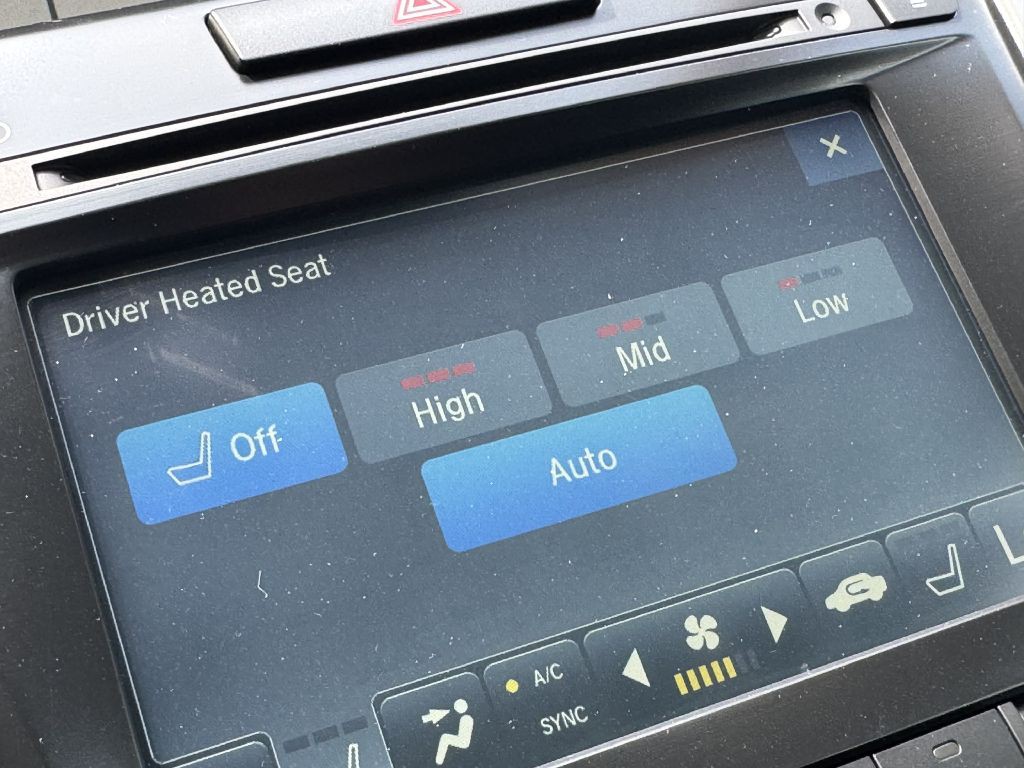 Driver Heated Seat
Off
High
Mid
Low
Auto
A/C
SYNC